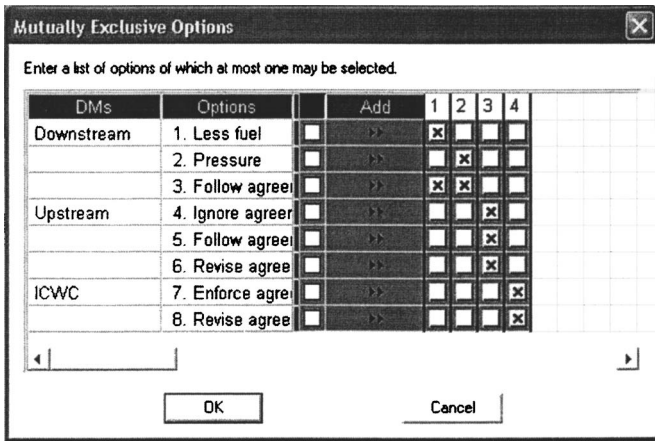 Mutually Exclusive Options
Enter a list of options of which at most one may be selected.
DMs Options Add 1 2 3 4
Downstream 1. Less fuel
2. Pressure
3. Follow agreer
Upstream 4. Ignore agreer
5. Follow agreer
6. Revise agree
ICWC 7. Enforce agre
8. Revise agree
OK Cancel